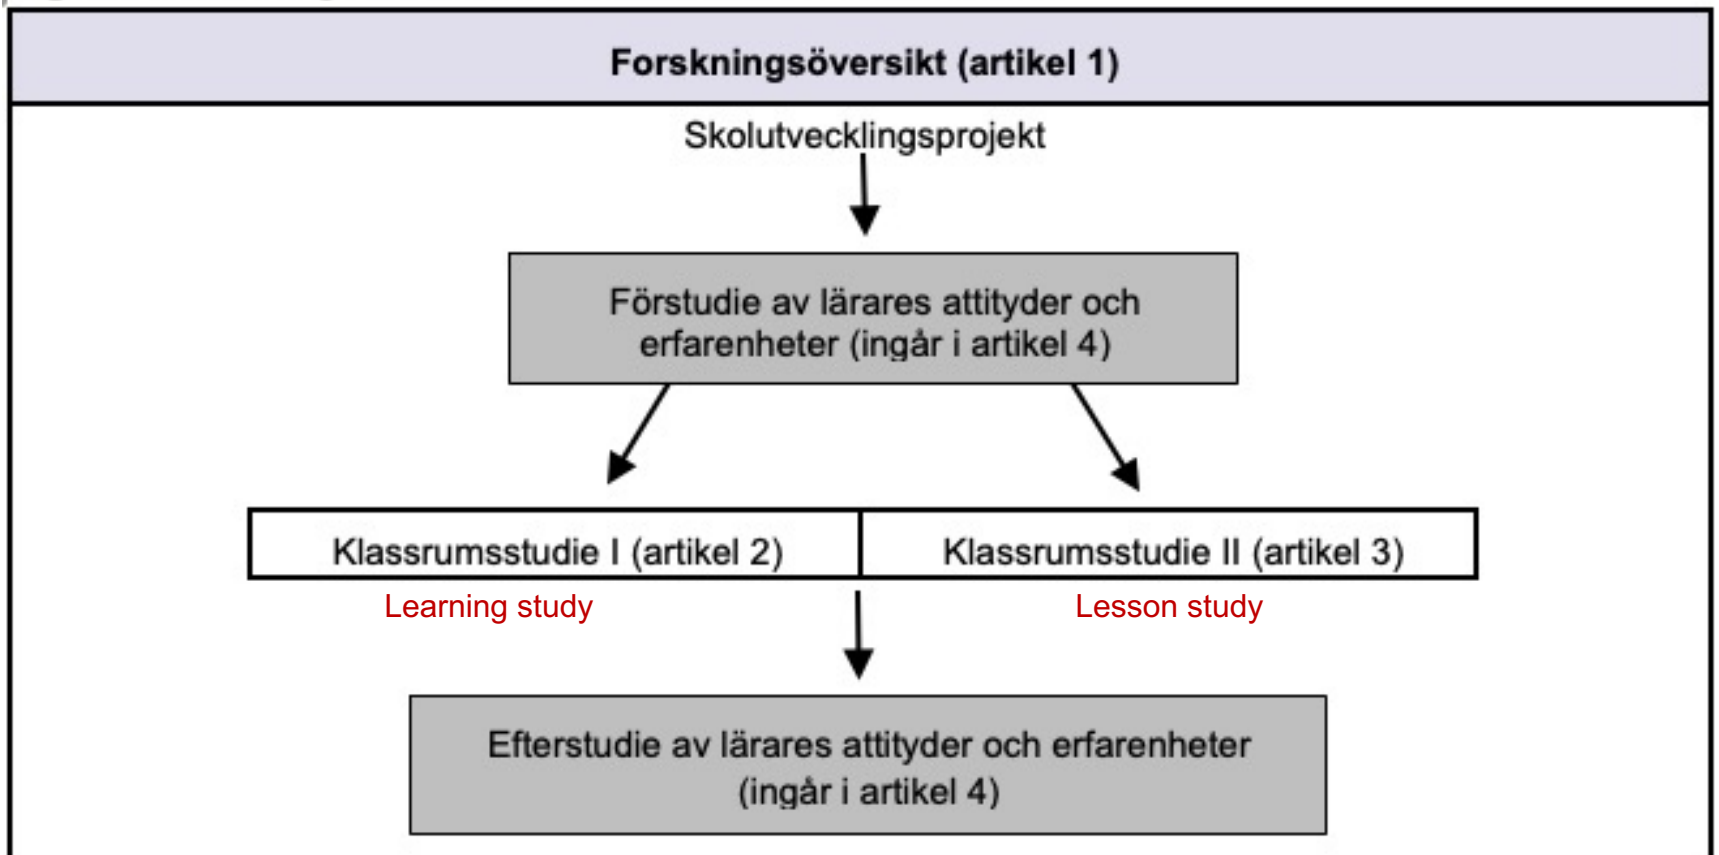 Forskningsöversikt (artikel 1)
Skolutvecklingsprojekt
Förstudie av lärares attityder och
erfarenheter (ingår i artikel 4)
Klassrumsstudie I (artikel 2)
Klassrumsstudie II (artikel 3)
Learning study
Lesson study
Efterstudie av lärares attityder och erfarenheter
(ingår i artikel 4)